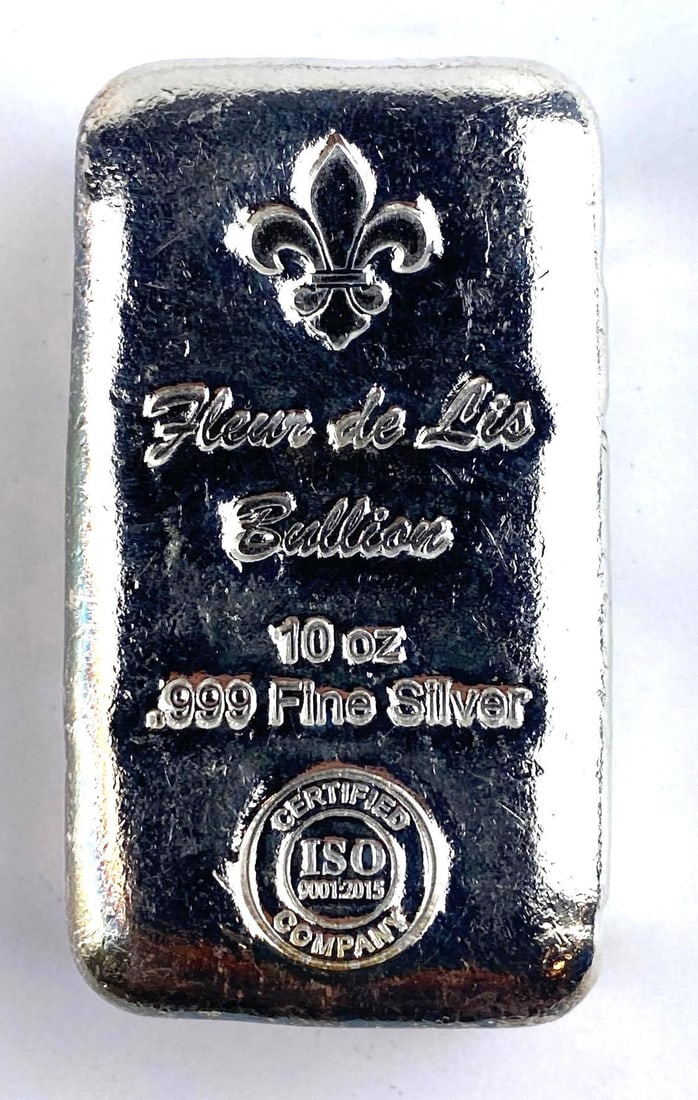 Fleur de Lis
Bullion
10 oz
.999 Fine Silver
CERTIFIED
ISO
9001:2015
COMPANY